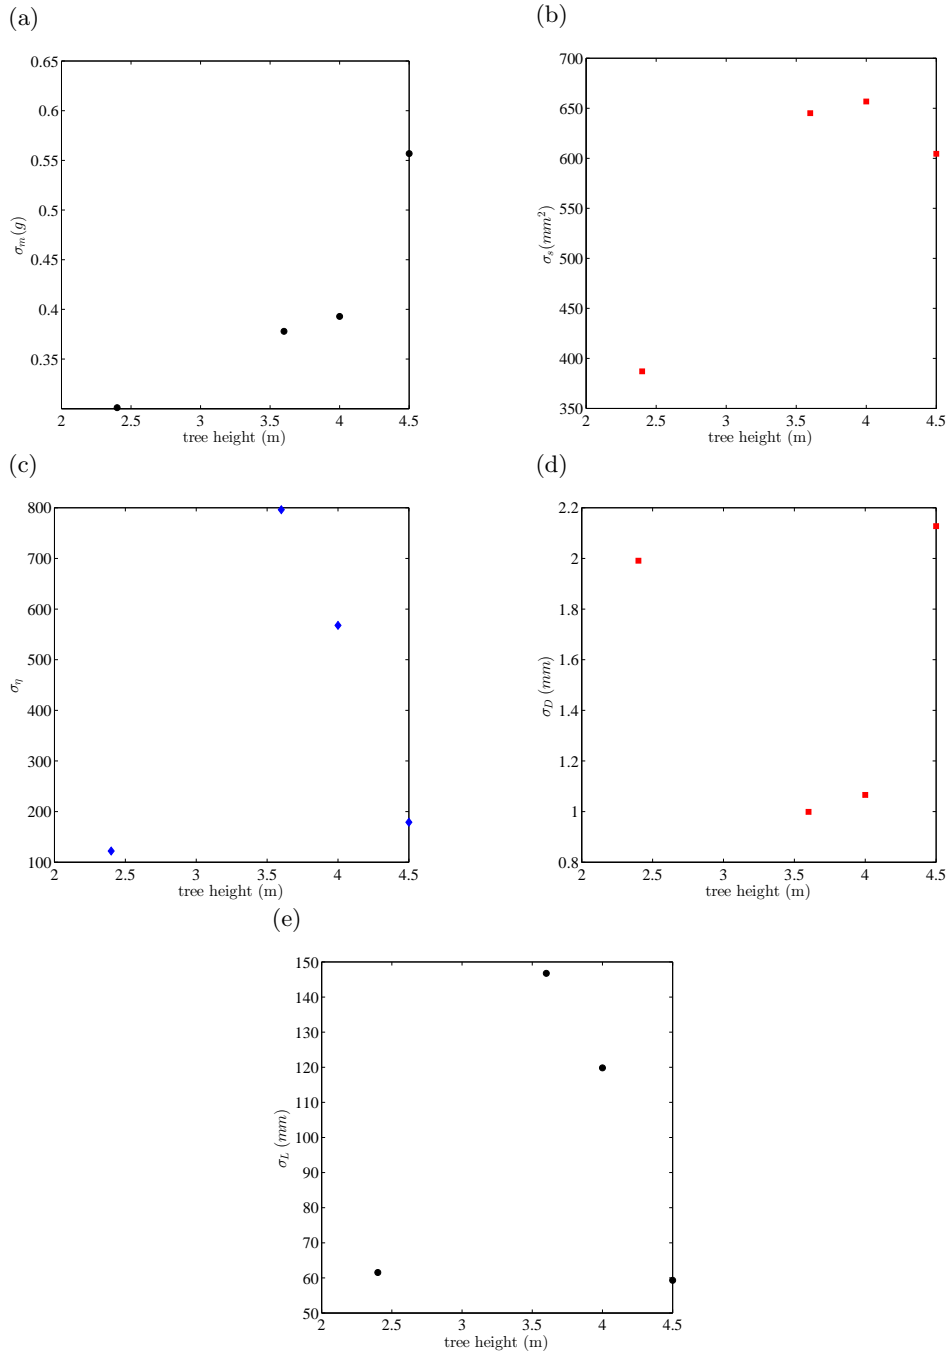 (a)
0.65
0.6
0.55
0.5
0.45
0.4
0.35
σm(g)
2 2.5 3 3.5 4 4.5
tree height (m)
(b)
700
650
600
550
500
450
400
350
σs(mm²)
2 2.5 3 3.5 4 4.5
tree height (m)
(c)
800
700
600
500
400
300
200
100
ση
2 2.5 3 3.5 4 4.5
tree height (m)
(d)
2.2
2
1.8
1.6
1.4
1.2
1
0.8
σD (mm)
2 2.5 3 3.5 4 4.5
tree height (m)
(e)
150
140
130
120
110
100
90
80
70
60
50
σL (mm)
2 2.5 3 3.5 4 4.5
tree height (m)